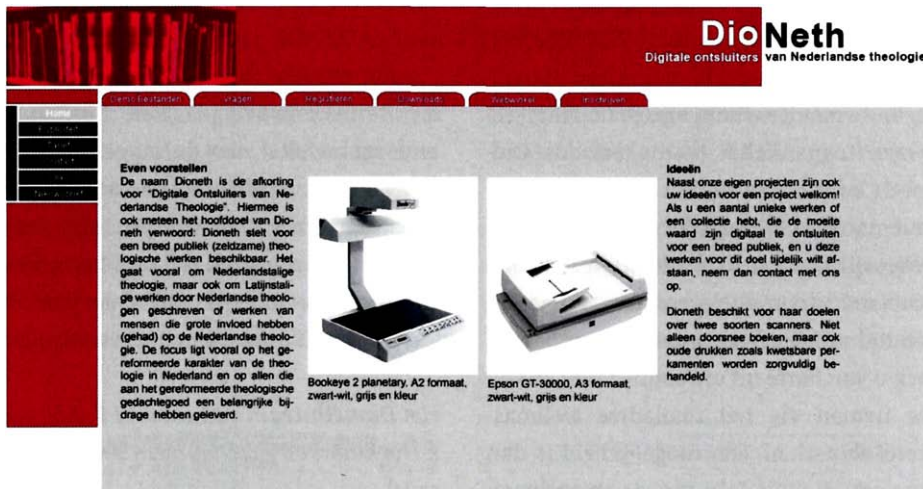 DioNeth
Digitale ontsluiters van Nederlandse theologie
Demo Bestanden
Vragen
Registreren
Downloads
Webwinkel
Inschrijven
Home
Even voorstellen
De naam Dioneth is de afkorting
voor "Digitale Ontsluiters van Ne-
derlandse Theologie". Hiermee is
ook meteen het hoofddoel van Dio-
neth verwoord: Dioneth stelt voor
een breed publiek (zeldzame) theo-
logische werken beschikbaar. Het
gaat vooral om Nederlandstalige
theologie, maar ook om Latijnstali-
ge werken door Nederlandse theolo-
gen geschreven of werken van
mensen die grote invloed hebben
(gehad) op de Nederlandse theolo-
gie. De focus ligt vooral op het ge-
reformeerde karakter van de theo-
logie in Nederland en op allen die
aan het gereformeerde theologische
gedachtegoed een belangrijke bij-
drage hebben geleverd.
Bookeye 2 planetary, A2 formaat,
zwart-wit, grijs en kleur
Epson GT-30000, A3 formaat,
zwart-wit, grijs en kleur
Ideeën
Naast onze eigen projecten zijn ook
uw ideeën voor een project welkom!
Als u een aantal unieke werken of
een collectie hebt, die de moeite
waard zijn digitaal te ontsluiten
voor een breed publiek, en u deze
werken voor dit doel tijdelijk wilt af-
staan, neem dan contact met ons
op.
Dioneth beschikt voor haar doelen
over twee soorten scanners. Niet
alleen doorsnee boeken, maar ook
oude drukken zoals kwetsbare per-
kamenten worden zorgvuldig be-
handeld.